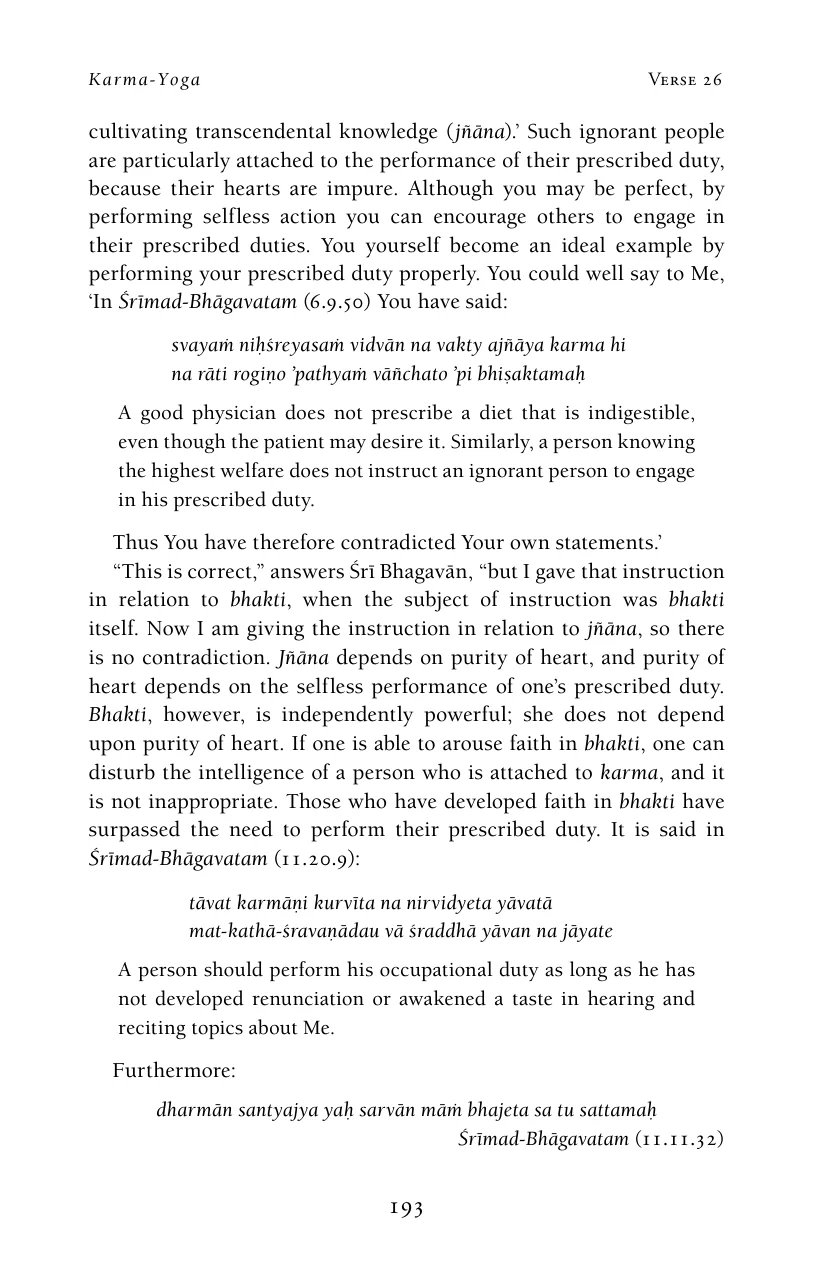 Karma-Yoga VERSE 26
cultivating transcendental knowledge (jñāna).’ Such ignorant people
are particularly attached to the performance of their prescribed duty,
because their hearts are impure. Although you may be perfect, by
performing selfless action you can encourage others to engage in
their prescribed duties. You yourself become an ideal example by
performing your prescribed duty properly. You could well say to Me,
‘In Śrīmad-Bhāgavatam (6.9.50) You have said:
svayaṁ niḥśreyasaṁ vidvān na vakty ajñāya karma hi
na rāti rogiṇo ’pathyaṁ vāñchato ’pi bhiṣaktamaḥ
A good physician does not prescribe a diet that is indigestible,
even though the patient may desire it. Similarly, a person knowing
the highest welfare does not instruct an ignorant person to engage
in his prescribed duty.
Thus You have therefore contradicted Your own statements.’
“This is correct,” answers Śrī Bhagavān, “but I gave that instruction
in relation to bhakti, when the subject of instruction was bhakti
itself. Now I am giving the instruction in relation to jñāna, so there
is no contradiction. Jñāna depends on purity of heart, and purity of
heart depends on the selfless performance of one’s prescribed duty.
Bhakti, however, is independently powerful; she does not depend
upon purity of heart. If one is able to arouse faith in bhakti, one can
disturb the intelligence of a person who is attached to karma, and it
is not inappropriate. Those who have developed faith in bhakti have
surpassed the need to perform their prescribed duty. It is said in
Śrīmad-Bhāgavatam (11.20.9):
tāvat karmāṇi kurvīta na nirvidyeta yāvatā
mat-kathā-śravaṇādau vā śraddhā yāvan na jāyate
A person should perform his occupational duty as long as he has
not developed renunciation or awakened a taste in hearing and
reciting topics about Me.
Furthermore:
dharmān santyajya yaḥ sarvān māṁ bhajeta sa tu sattamaḥ
Śrīmad-Bhāgavatam (11.11.32)
193